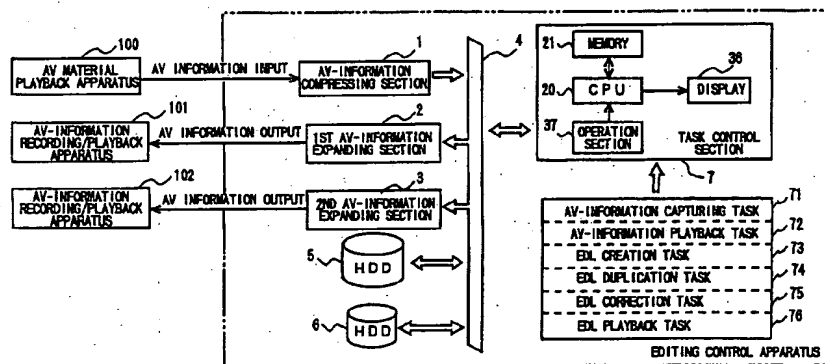 100
AV MATERIAL
PLAYBACK APPARATUS
AV INFORMATION INPUT
1
AV-INFORMATION
COMPRESSING SECTION
4
101
AV-INFORMATION
RECORDING/PLAYBACK
APPARATUS
AV INFORMATION OUTPUT
2
1ST AV-INFORMATION
EXPANDING SECTION
102
AV-INFORMATION
RECORDING/PLAYBACK
APPARATUS
AV INFORMATION OUTPUT
3
2ND AV-INFORMATION
EXPANDING SECTION
5
HDD
6
HDD
21
MEMORY
36
20
CPU
DISPLAY
37
OPERATION
SECTION
TASK CONTROL
SECTION
7
71
AV-INFORMATION CAPTURING TASK
72
AV-INFORMATION PLAYBACK TASK
73
EDL CREATION TASK
74
EDL DUPLICATION TASK
75
EDL CORRECTION TASK
76
EDL PLAYBACK TASK
EDITING CONTROL APPARATUS